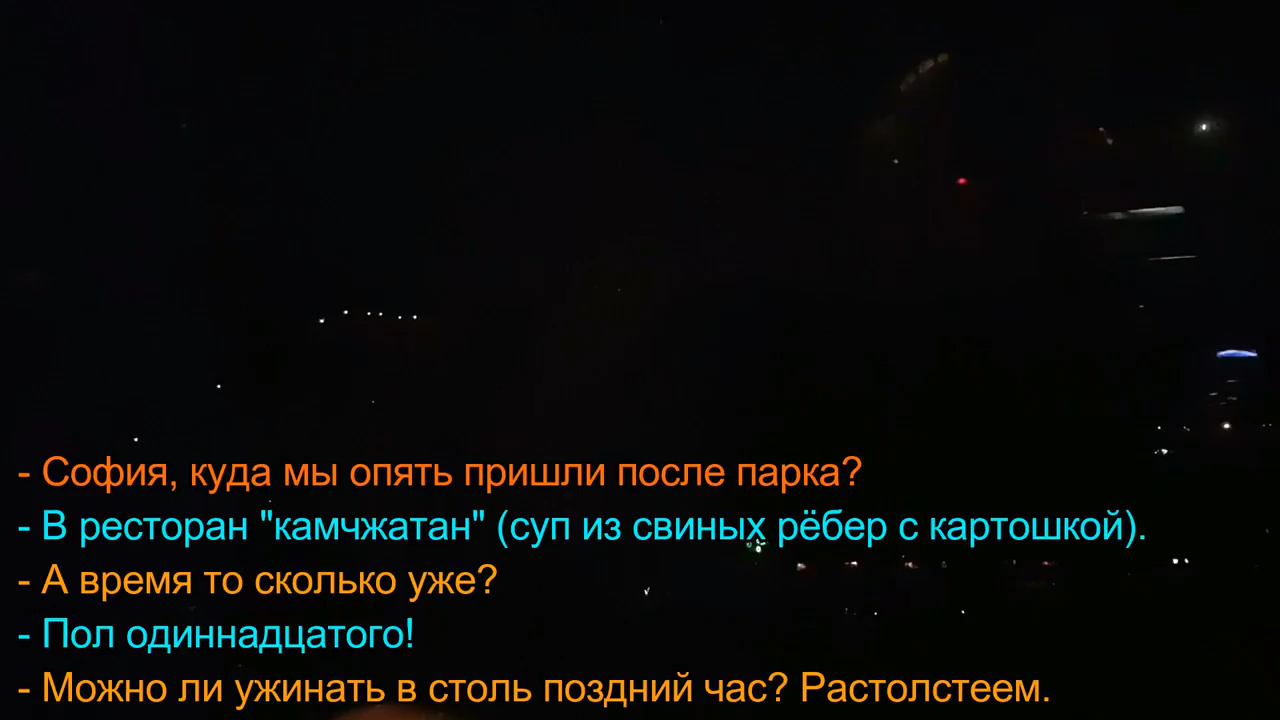 - София, куда мы опять пришли после парка?
- В ресторан "камчжатан" (суп из свиных рёбер с картошкой).
- А время то сколько уже?
- Пол одиннадцатого!
- Можно ли ужинать в столь поздний час? Растолстеем.